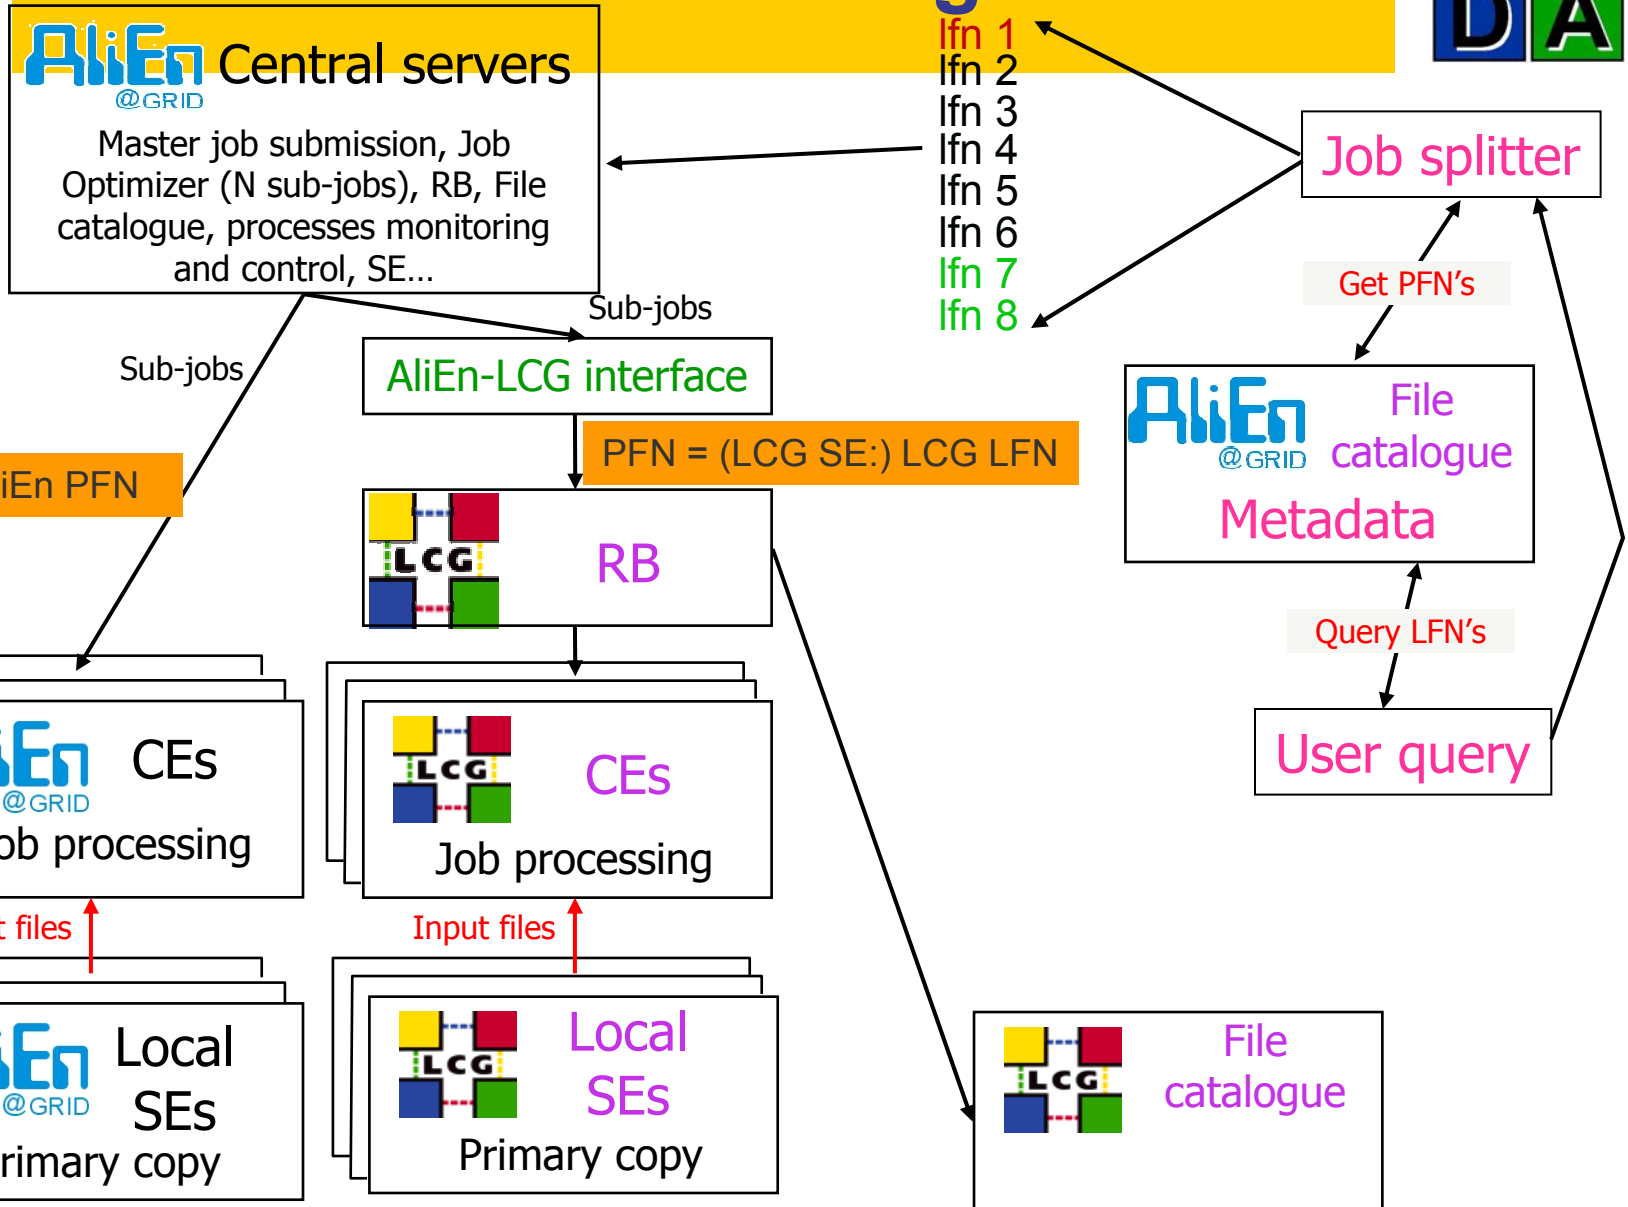 AliEn
@GRID
Central servers
Master job submission, Job
Optimizer (N sub-jobs), RB, File
catalogue, processes monitoring
and control, SE…
lfn 1
lfn 2
lfn 3
lfn 4
lfn 5
lfn 6
lfn 7
lfn 8
D A
Job splitter
Get PFN's
Sub-jobs
Sub-jobs
AliEn-LCG interface
PFN = (LCG SE:) LCG LFN
iEn PFN
AliEn
@GRID
File
catalogue
Metadata
LCG
RB
Query LFN's
User query
En
@GRID
CEs
ob processing
LCG
CEs
Job processing
t files
Input files
En
@GRID
Local
SEs
rimary copy
LCG
Local
SEs
Primary copy
LCG
File
catalogue